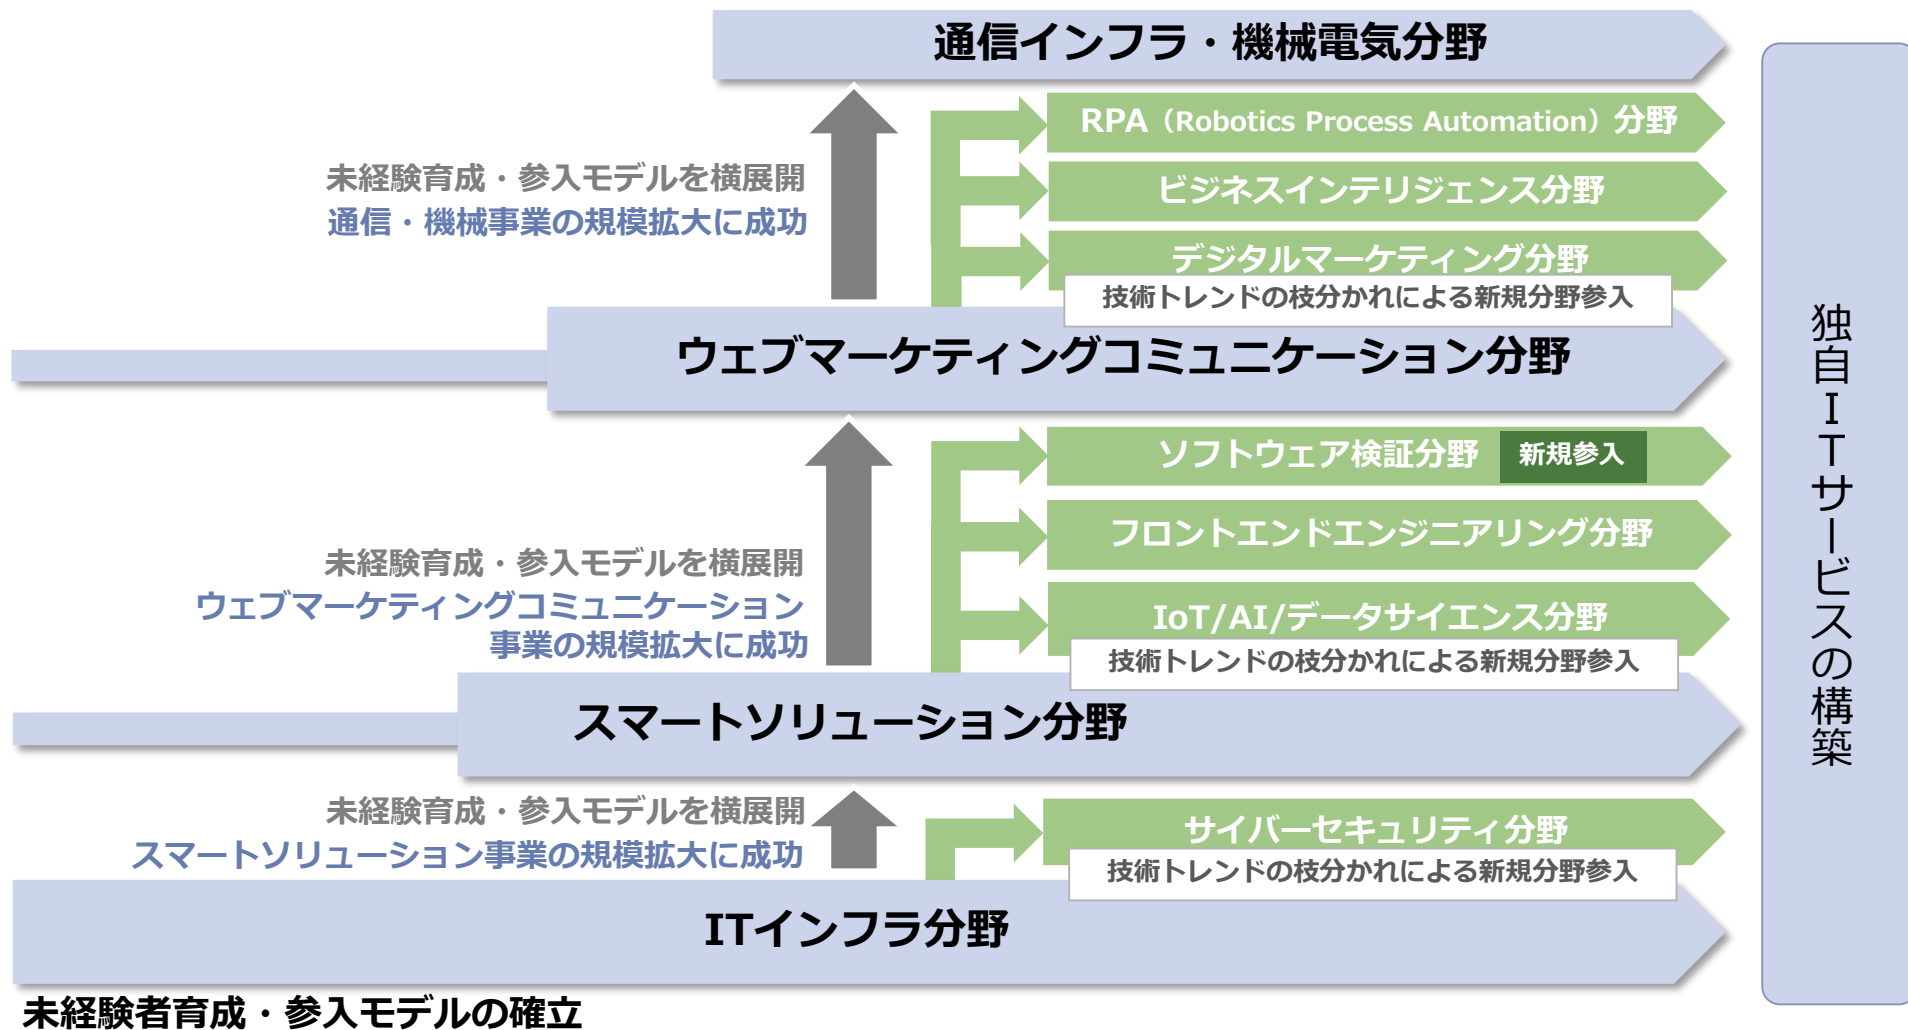 通信インフラ・機械電気分野
RPA（Robotics Process Automation）分野
未経験育成・参入モデルを横展開
通信・機械事業の規模拡大に成功
ビジネスインテリジェンス分野
デジタルマーケティング分野
技術トレンドの枝分かれによる新規分野参入
ウェブマーケティングコミュニケーション分野
ソフトウェア検証分野
新規参入
フロントエンドエンジニアリング分野
未経験育成・参入モデルを横展開
ウェブマーケティングコミュニケーション
事業の規模拡大に成功
IoT/AI/データサイエンス分野
技術トレンドの枝分かれによる新規分野参入
スマートソリューション分野
未経験育成・参入モデルを横展開
スマートソリューション事業の規模拡大に成功
サイバーセキュリティ分野
技術トレンドの枝分かれによる新規分野参入
ITインフラ分野
未経験者育成・参入モデルの確立
独自ITサービスの構築